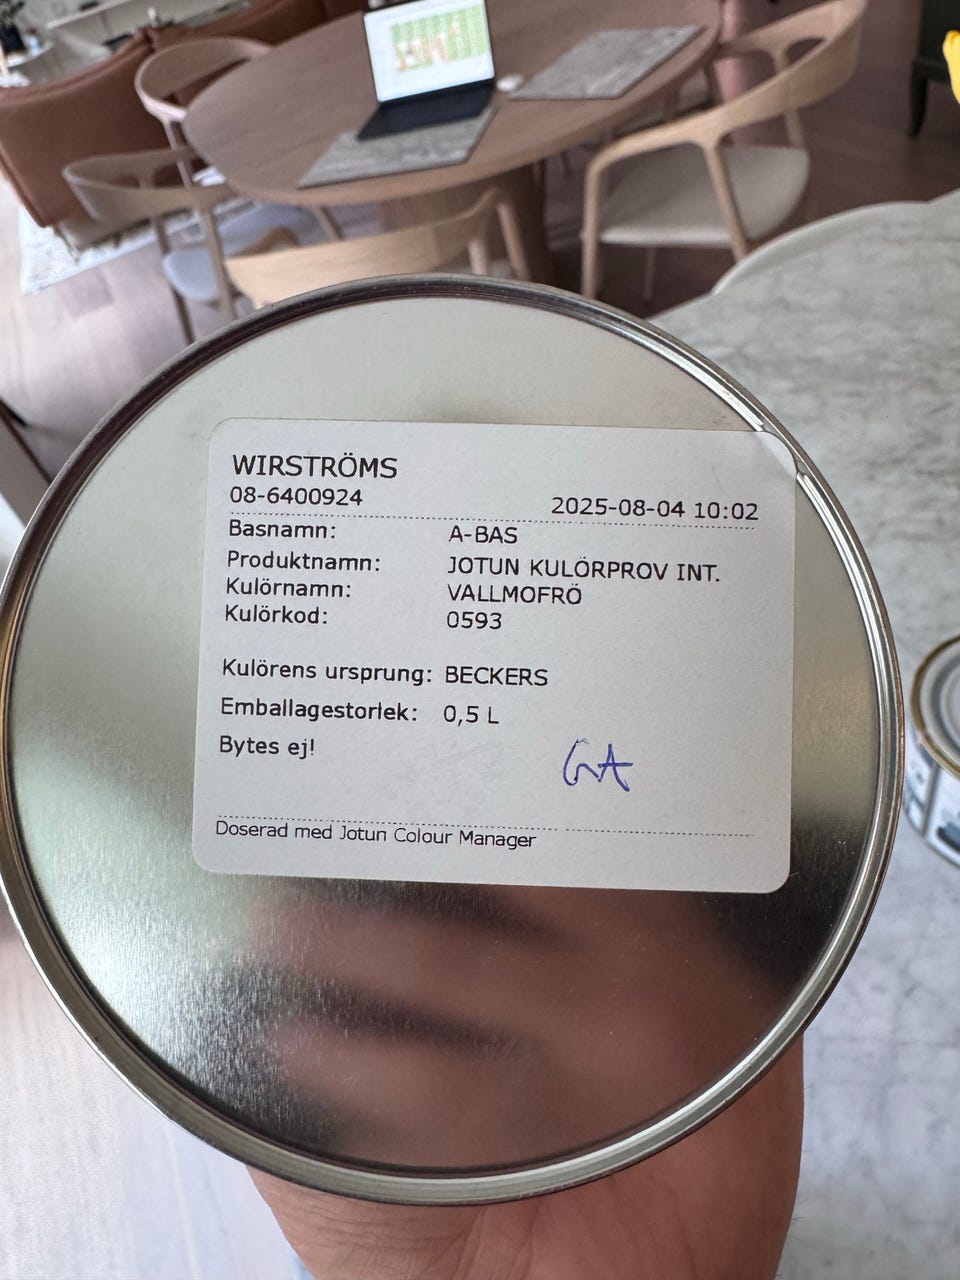 WIRSTRÖMS
08-6400924 2025-08-04 10:02
Basnamn: A-BAS
Produktnamn: JOTUN KULÖRPROV INT.
Kulörnamn: VALLMOFRÖ
Kulörkod: 0593
Kulörens ursprung: BECKERS
Emballagestorlek: 0,5 L
Bytes ej!
GA
Doserad med Jotun Colour Manager